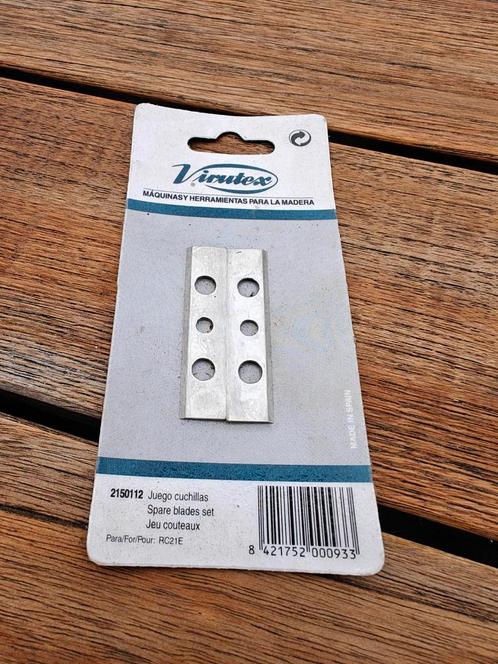 Virutex
MÁQUINAS Y HERRAMIENTAS PARA LA MADERA
MADE IN SPAIN
2150112 Juego cuchillas
Spare blades set
Jeu couteaux
Para/For/Pour: RC21E
8 421752 000933